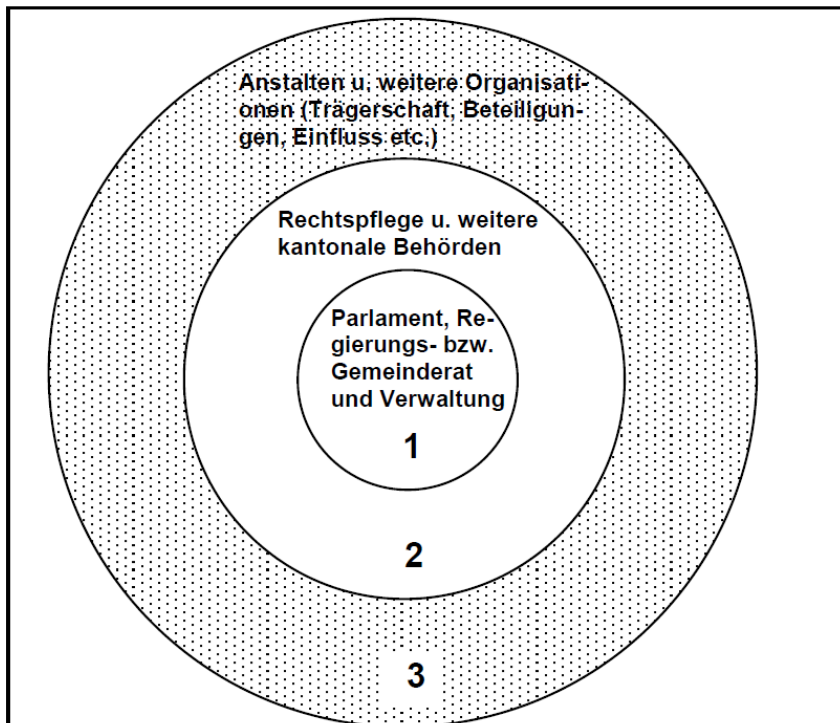 Anstalten u. weitere Organisati-
onen (Trägerschaft, Beteiligun-
gen, Einfluss etc.)
Rechtspflege u. weitere
kantonale Behörden
Parlament, Re-
gierungs- bzw.
Gemeinderat
und Verwaltung
1
2
3